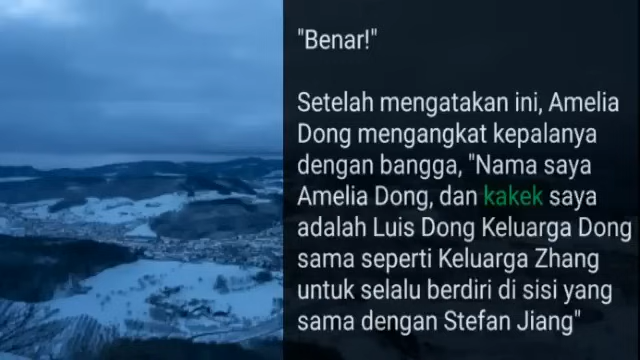 "Benar!"
Setelah mengatakan ini, Amelia
Dong mengangkat kepalanya
dengan bangga, "Nama saya
Amelia Dong, dan kakek saya
adalah Luis Dong Keluarga Dong
sama seperti Keluarga Zhang
untuk selalu berdiri di sisi yang
sama dengan Stefan Jiang"